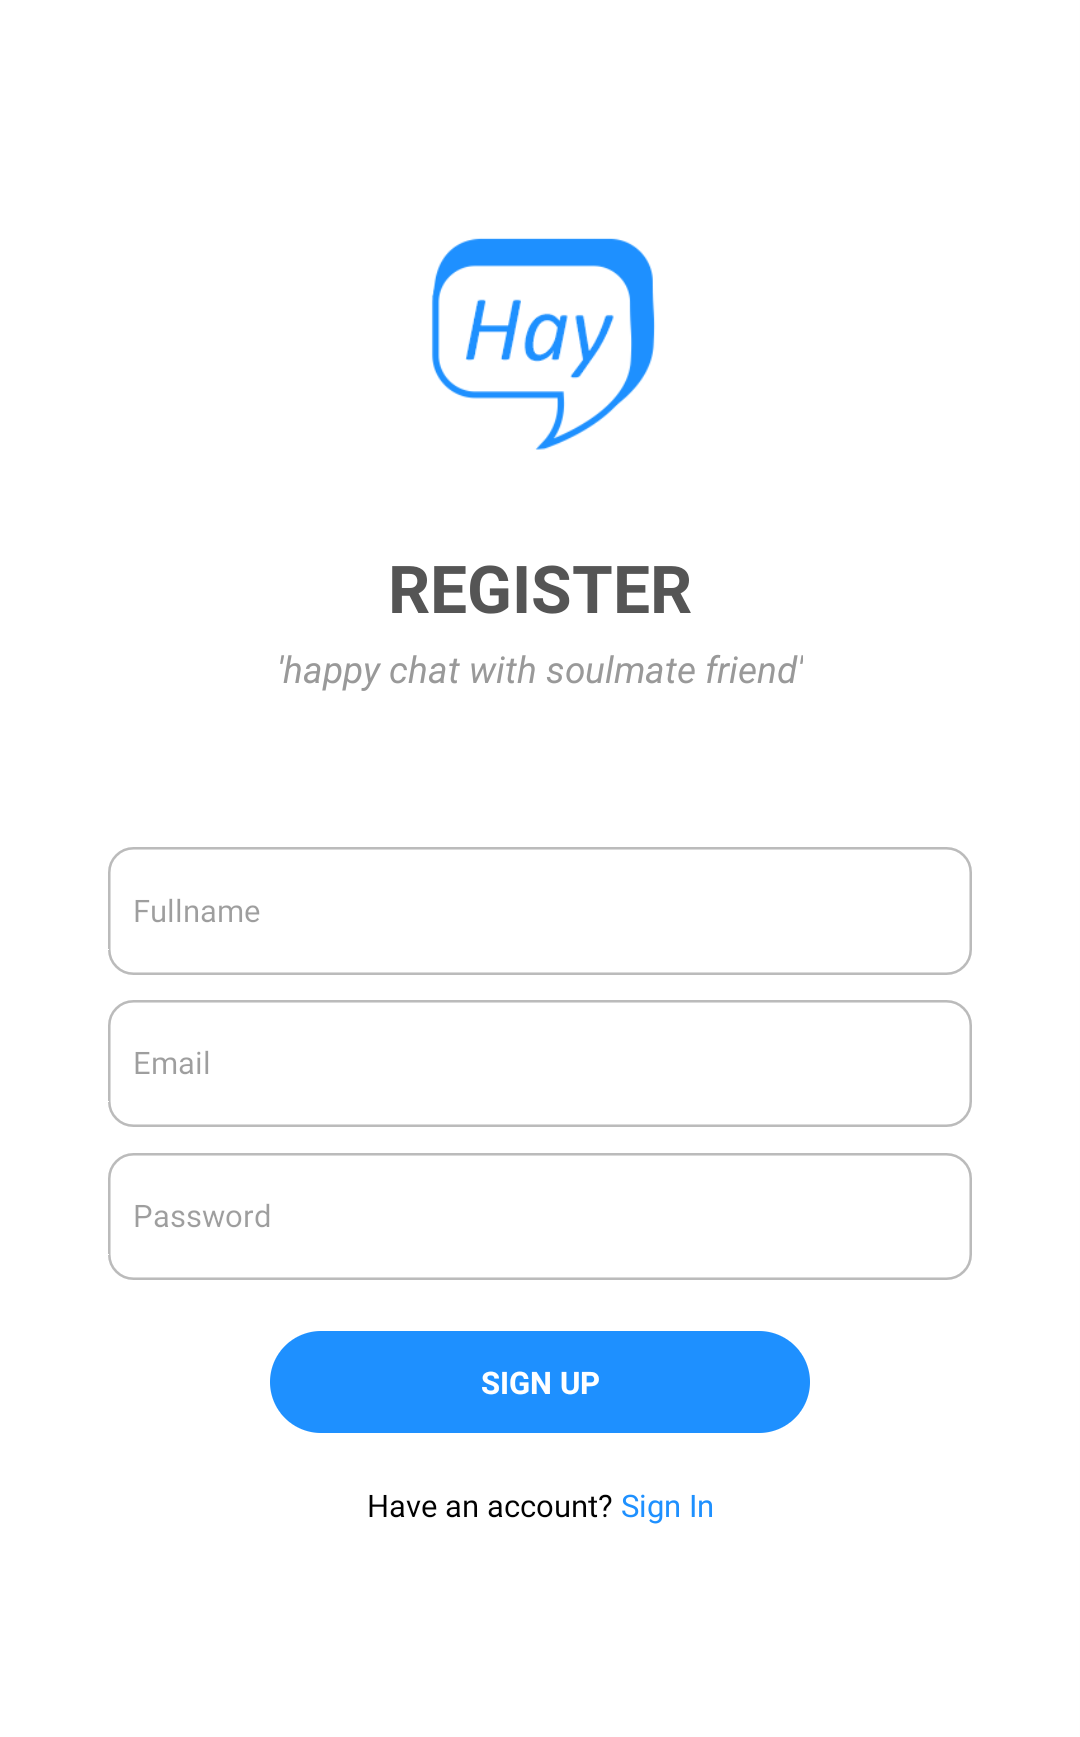 Hay
REGISTER
'happy chat with soulmate friend'
Fullname
Email
Password
SIGN UP
Have an account? Sign In